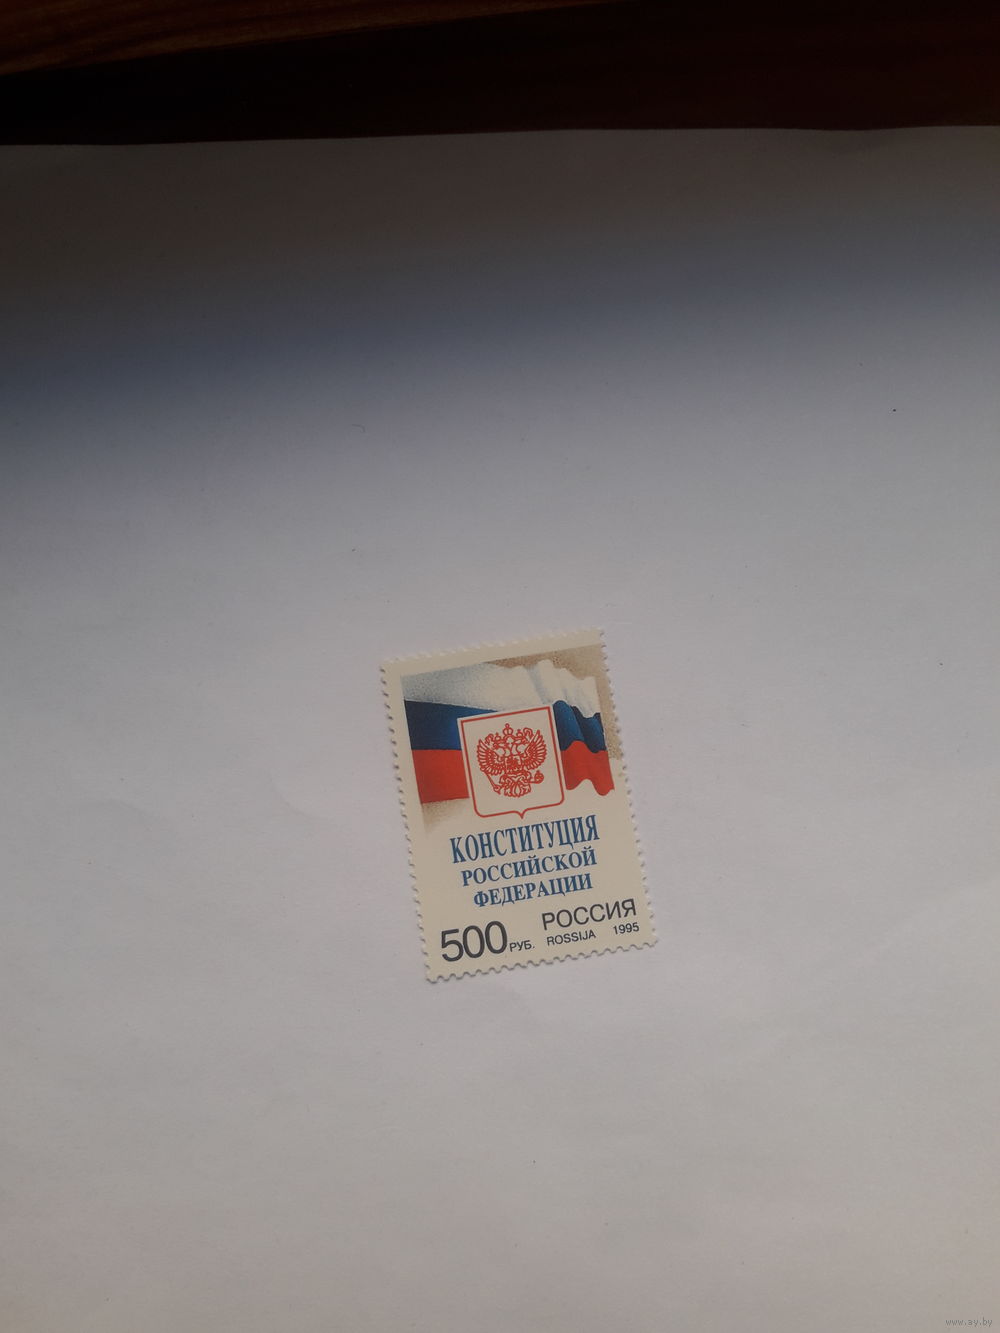 КОНСТИТУЦИЯ
РОССИЙСКОЙ
ФЕДЕРАЦИИ
500 РУБ. РОССИЯ
ROSSIJA 1995
www.ay.by